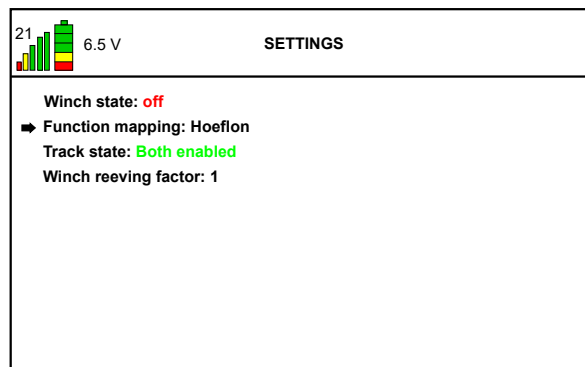 21
6.5 V
SETTINGS
Winch state: off
Function mapping: Hoeflon
Track state: Both enabled
Winch reeving factor: 1